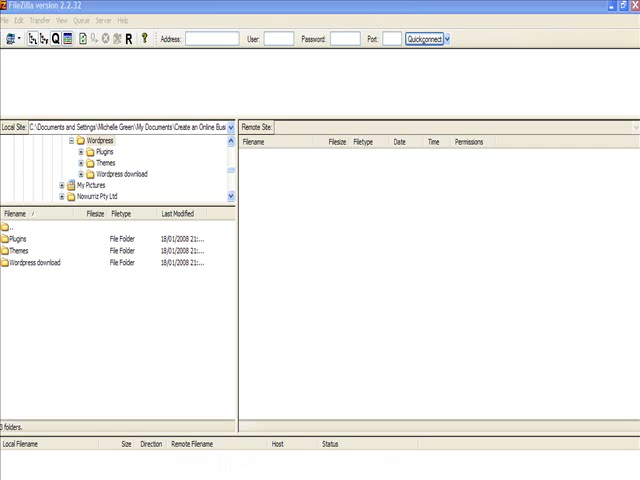 FileZilla version 2.2.32
File Edit Transfer View Queue Server Help
Address: User: Password: Port: Quickconnect
Local Site: C:\Documents and Settings\Michelle Green\My Documents\Create an Online Busi
Remote Site:
Wordpress
Plugins
Themes
Wordpress download
My Pictures
Nowurriz Pty Ltd
Filename / Filesize Filetype Last Modified
..
Plugins File Folder 18/01/2008 21:...
Themes File Folder 18/01/2008 21:...
Wordpress download File Folder 18/01/2008 21:...
3 folders.
Filename Filesize Filetype Date Time Permissions
Local Filename Size Direction Remote Filename Host Status